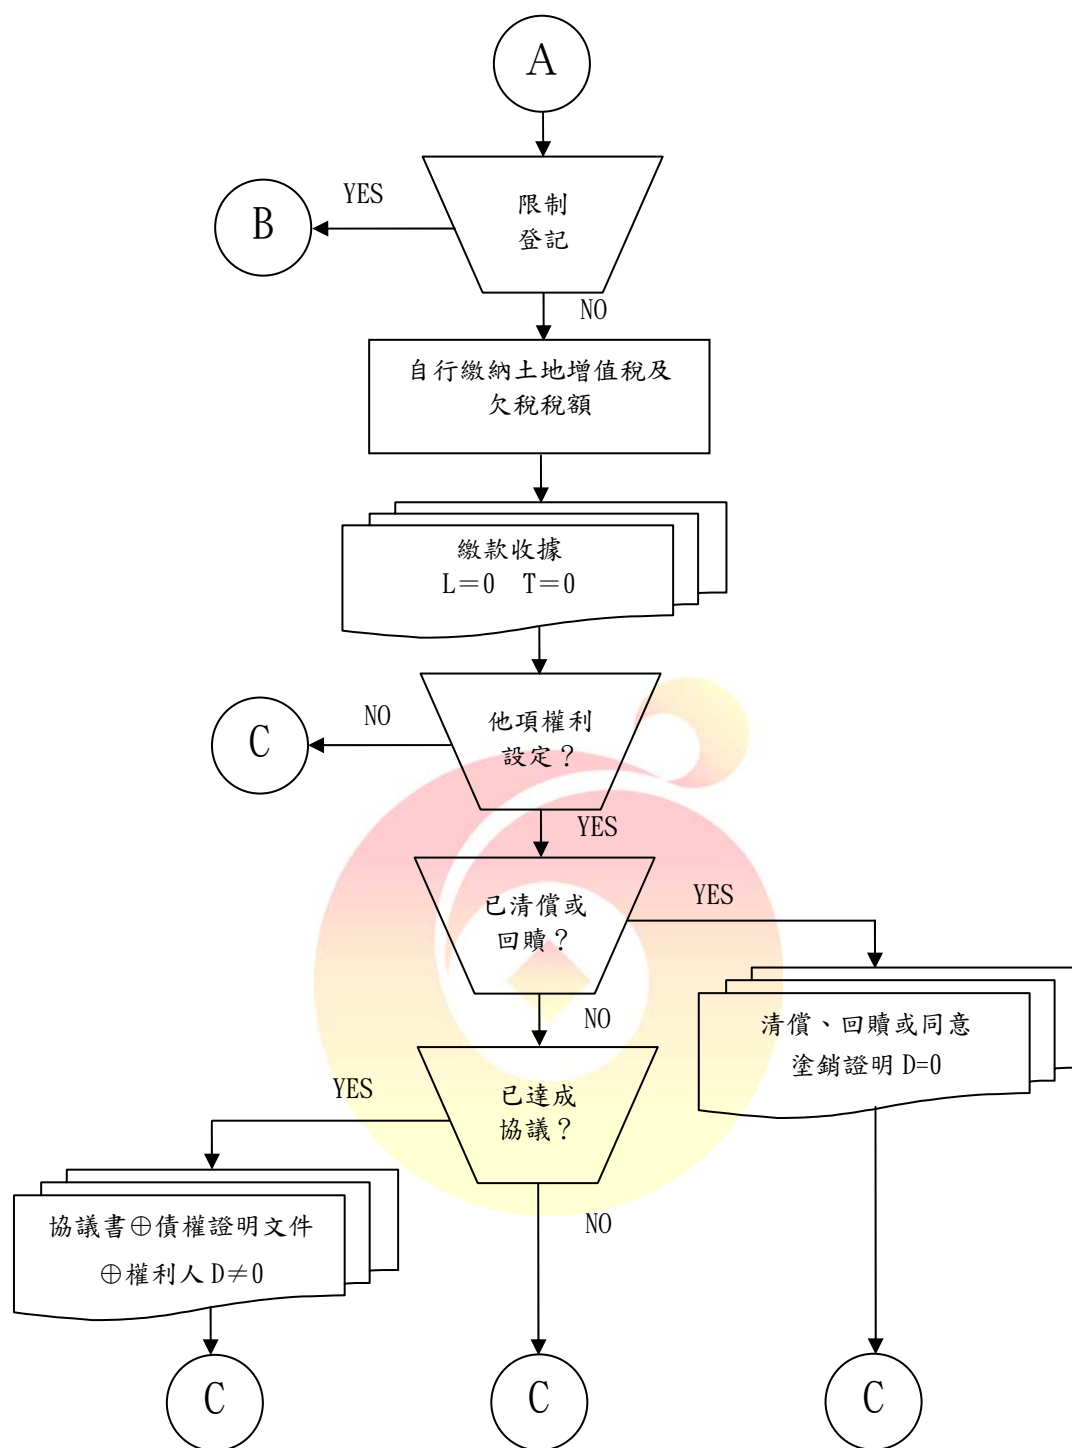 A
限制
登記
YES
B
NO
自行繳納土地增值稅及
欠稅稅額
繳款收據
L＝0　T＝0
他項權利
設定？
NO
C
YES
已清償或
回贖？
YES
清償、回贖或同意
塗銷證明 D=0
NO
已達成
協議？
YES
協議書⊕債權證明文件
⊕權利人 D≠0
NO
C
C
C